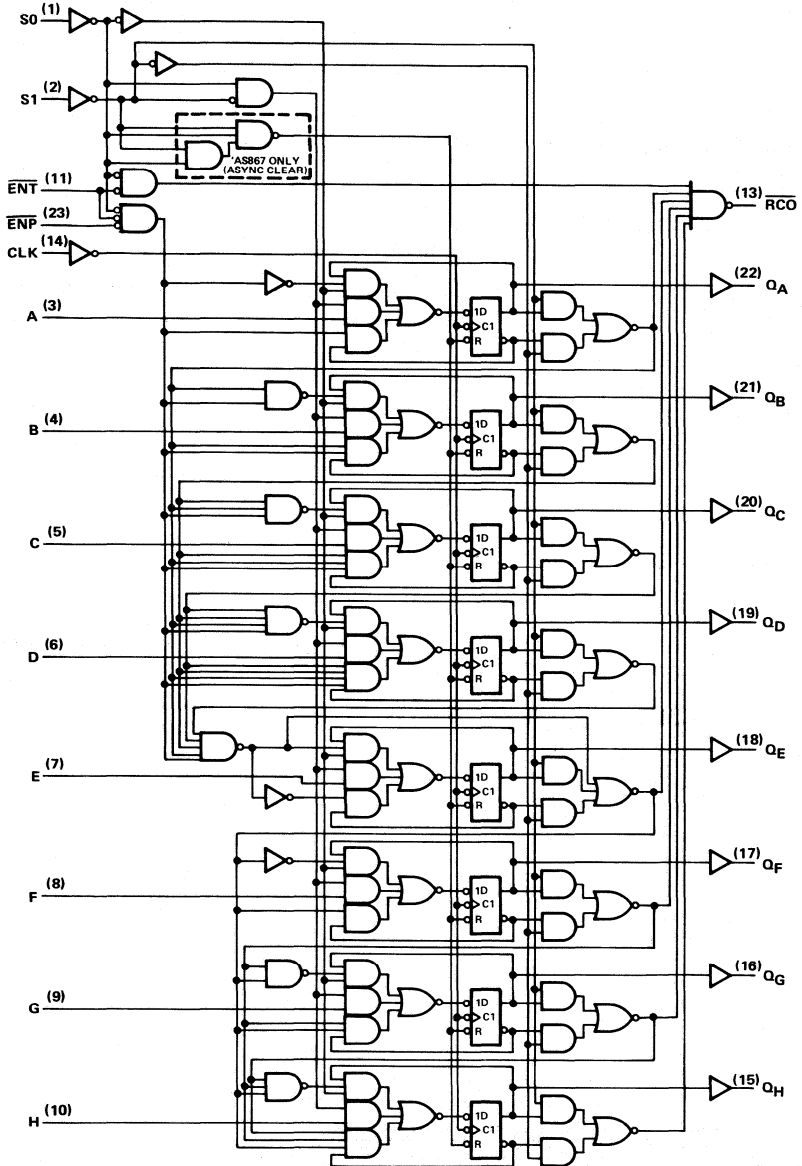 S0 (1)
(2)
S1
'AS867 ONLY
(ASYNC CLEAR)
ENT (11)
(13) RCO
ENP (23)
CLK (14)
(22)
QA
A (3)
1D
C1
R
(21)
QB
B (4)
1D
C1
R
(20)
QC
C (5)
1D
C1
R
(19)
QD
D (6)
1D
C1
R
(18)
QE
E (7)
1D
C1
R
(17)
QF
F (8)
1D
C1
R
(16)
QG
G (9)
1D
C1
R
(15)
QH
H (10)
1D
C1
R